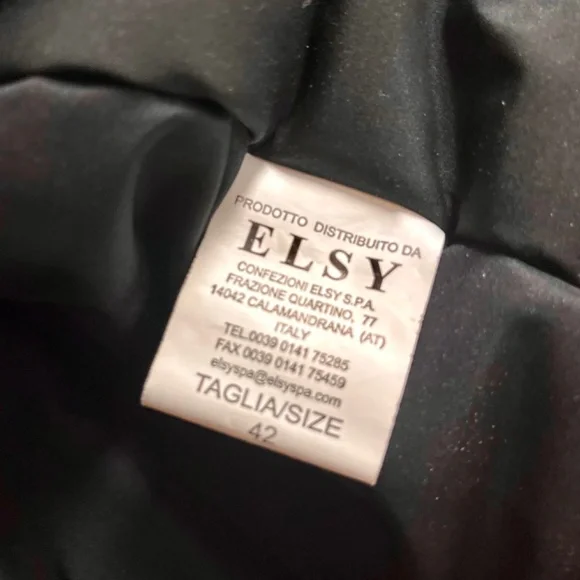 PRODOTTO DISTRIBUITO DA
ELSY
CONFEZIONI ELSY S.P.A.
FRAZIONE QUARTINO, 77
14042 CALAMANDRANA (AT)
ITALY
TEL.0039 0141 75285
FAX 0039 0141 75459
elsyspa@elsyspa.com
TAGLIA/SIZE
42